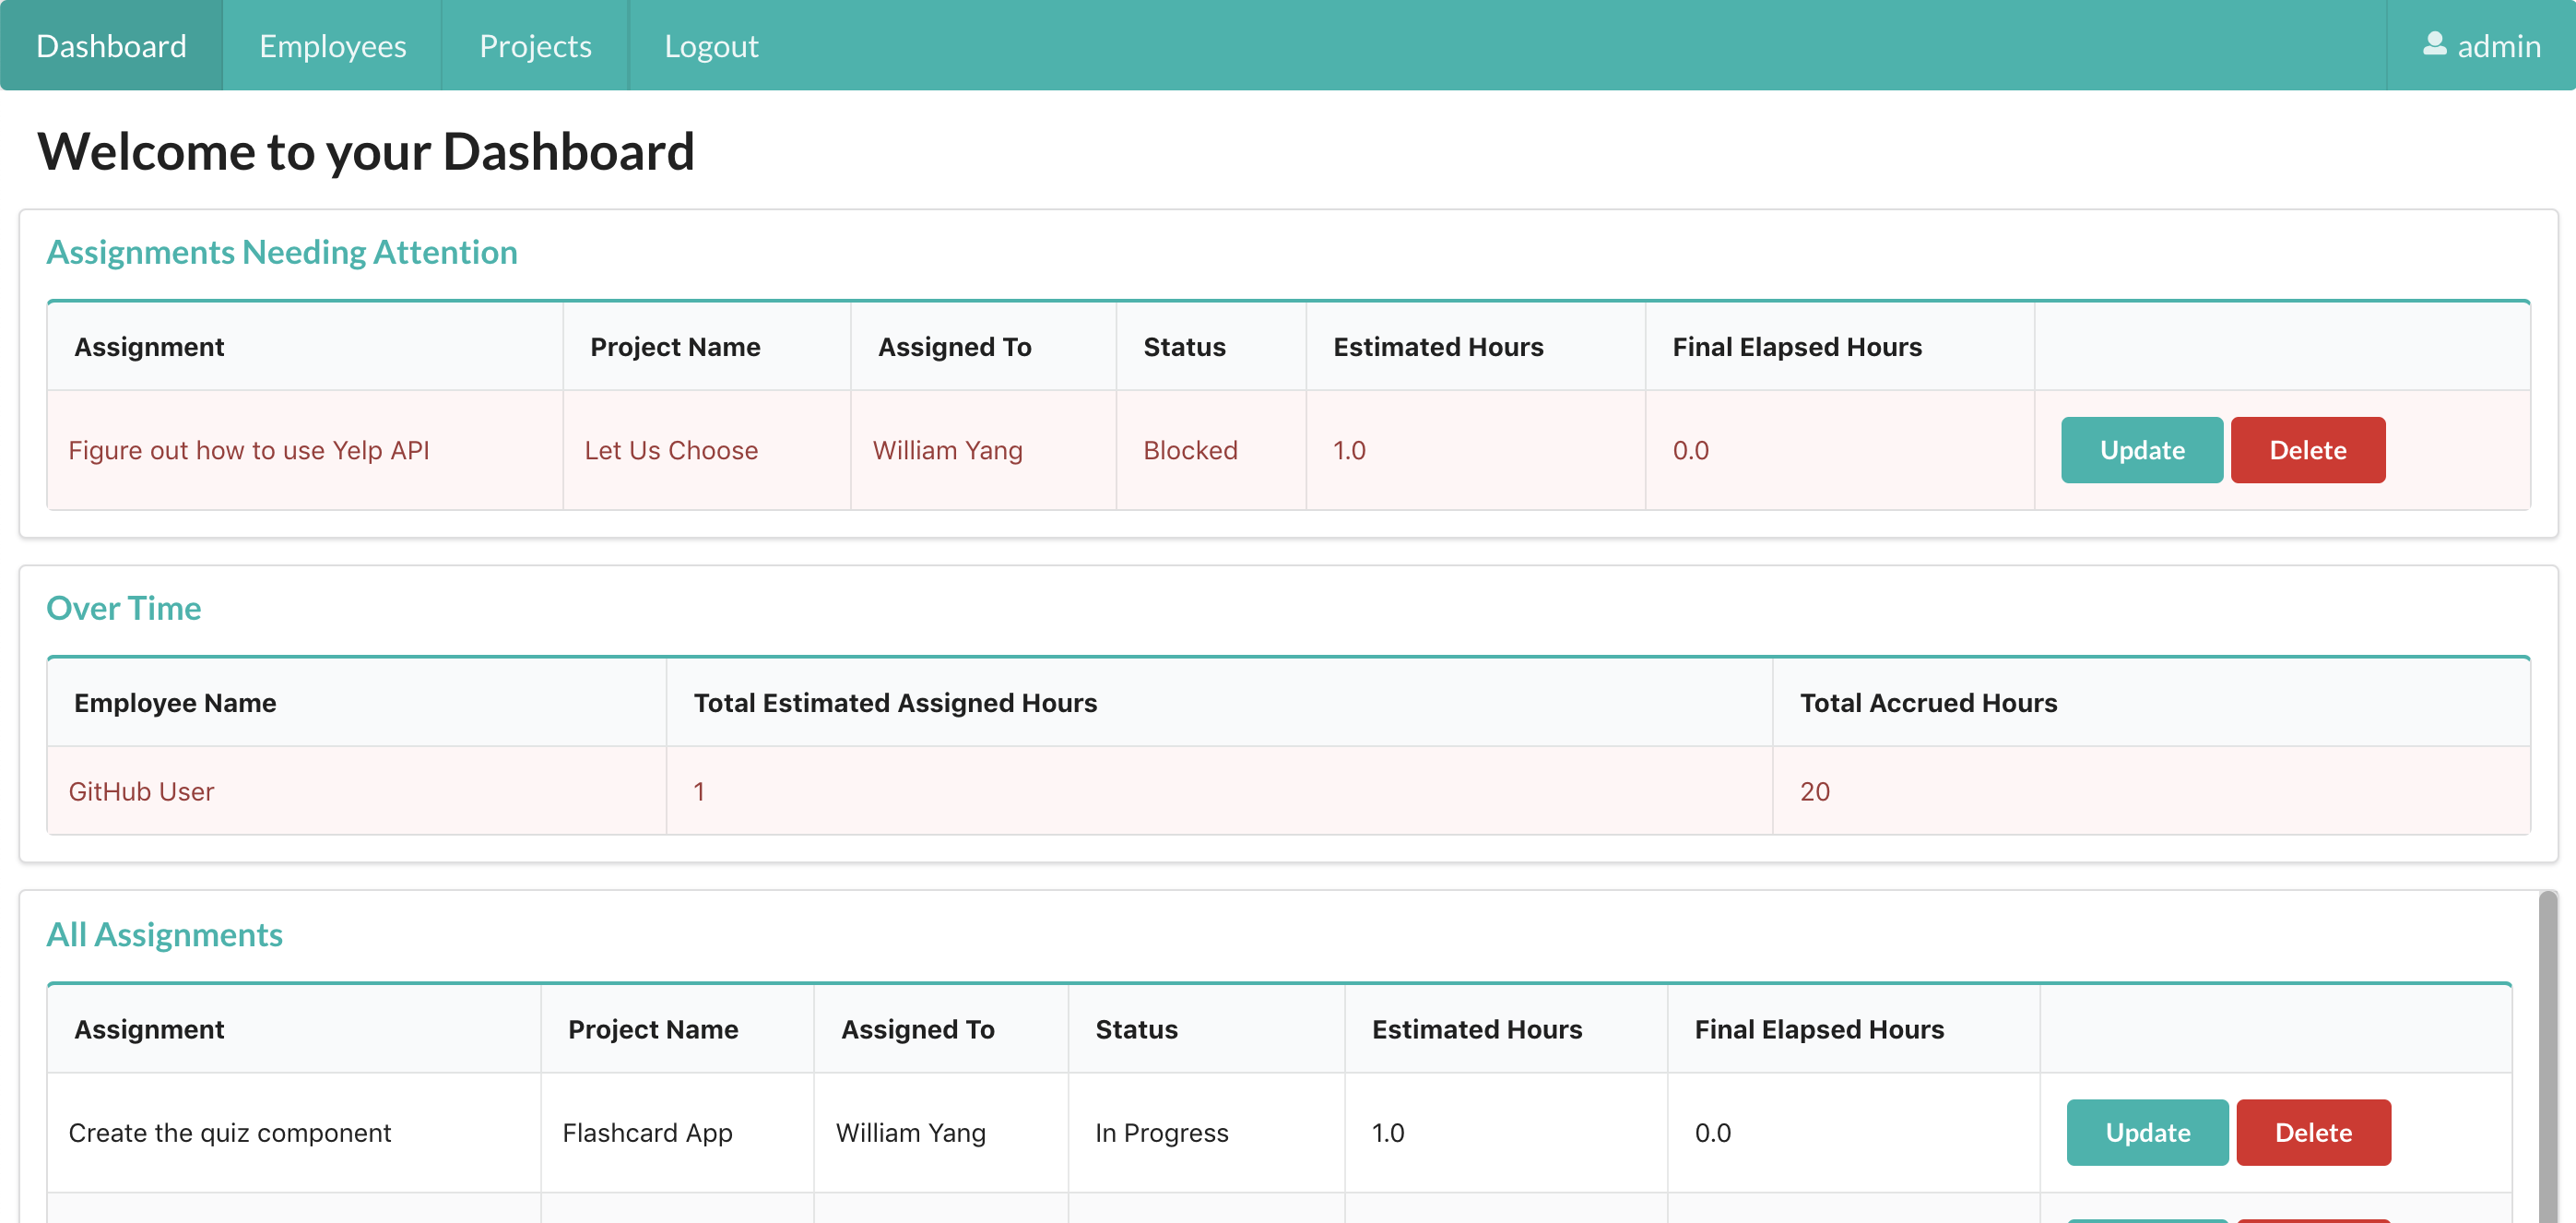 Dashboard Employees Projects Logout admin
Welcome to your Dashboard
Assignments Needing Attention
Assignment Project Name Assigned To Status Estimated Hours Final Elapsed Hours
Figure out how to use Yelp API Let Us Choose William Yang Blocked 1.0 0.0 Update Delete
Over Time
Employee Name Total Estimated Assigned Hours Total Accrued Hours
GitHub User 1 20
All Assignments
Assignment Project Name Assigned To Status Estimated Hours Final Elapsed Hours
Create the quiz component Flashcard App William Yang In Progress 1.0 0.0 Update Delete